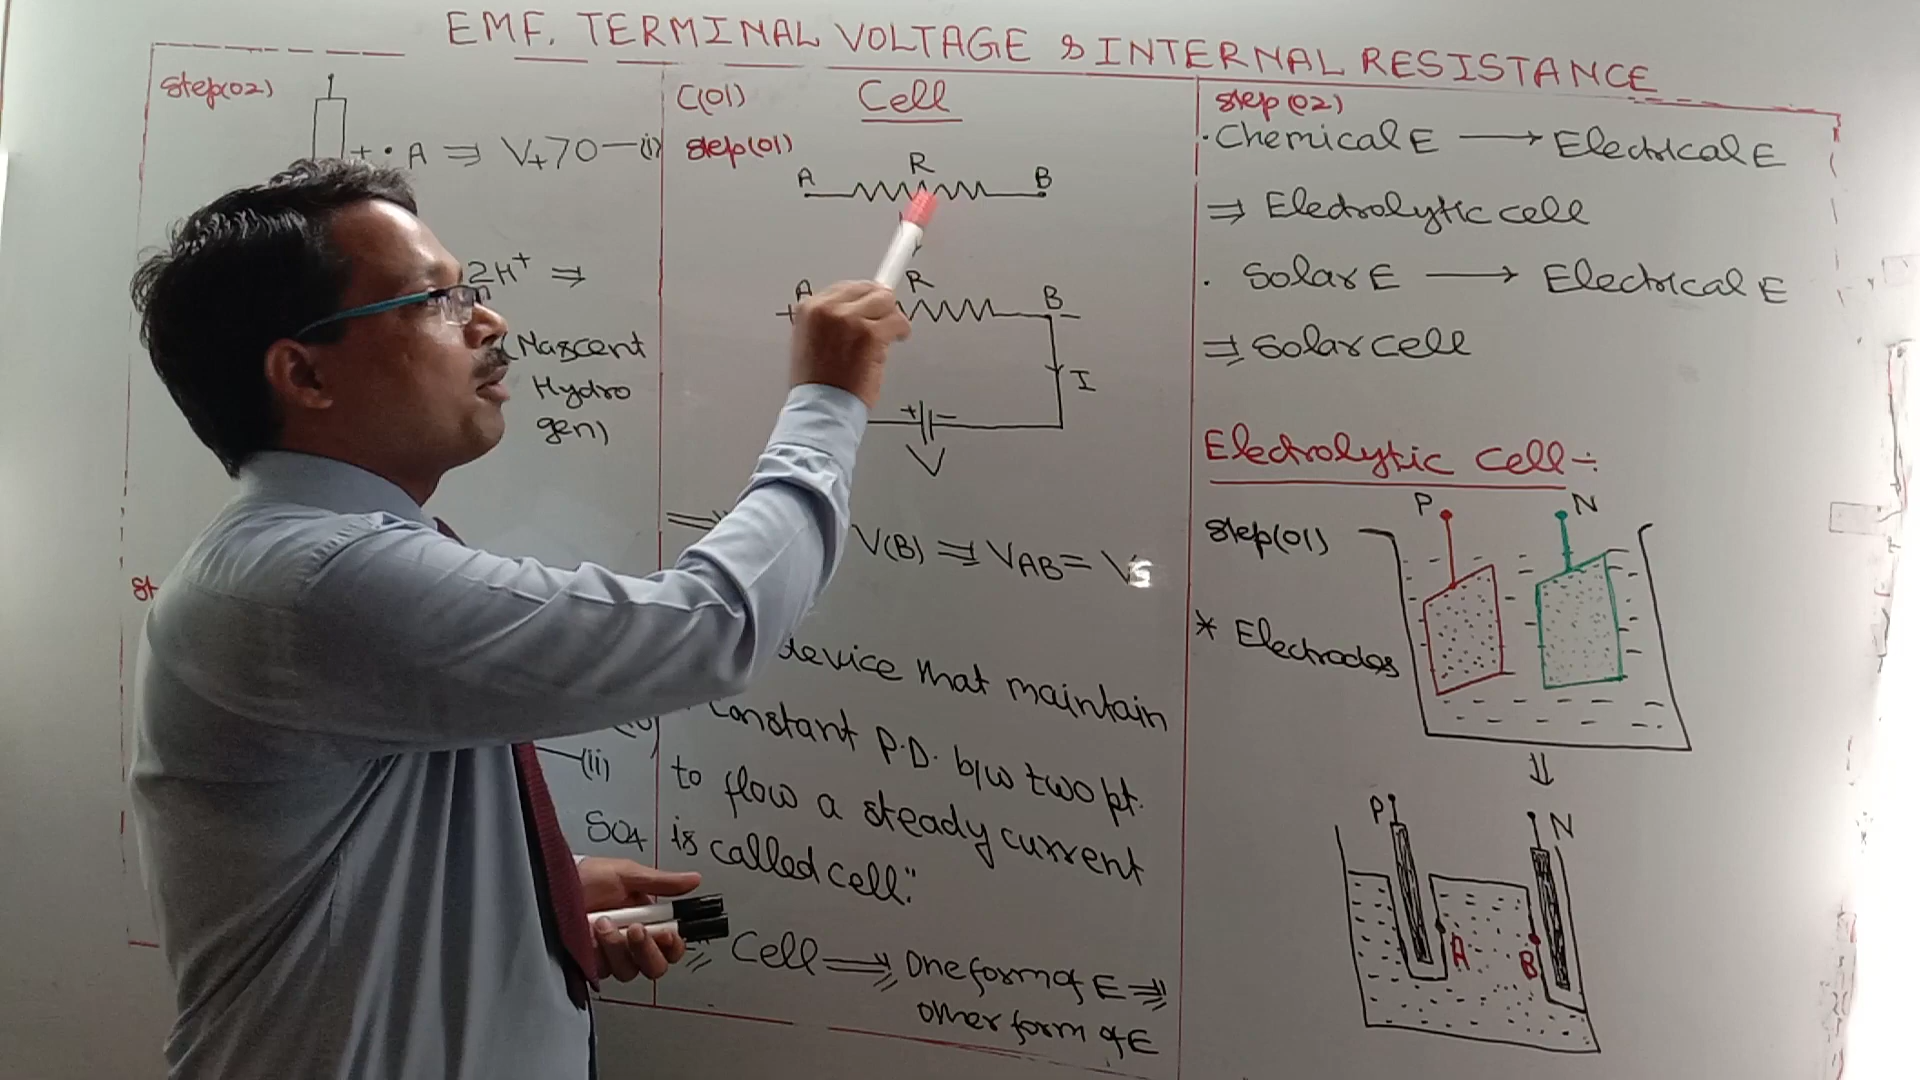 EMF, TERMINAL VOLTAGE & INTERNAL RESISTANCE
Step(02)
+ • A ⇒ V+70—(i)
2H+ ⇒
(Nascent
Hydro
gen)
(ii)
SO4
C(01)
Cell
Step(01)
R
A B
R
A B
+ −
I
+ −
V
V(B) ⇒ VAB = Vs
device that maintain
constant P.D. b/w two pt.
to flow a steady current
is called cell."
Cell ⇒ One form of E ⇒
other form of E
Step(02)
• Chemical E → Electrical E
⇒ Electrolytic cell
• Solar E → Electrical E
⇒ Solar cell
Electrolytic Cell :-
P N
Step(01)
* Electrodes
⇓
P N
A B